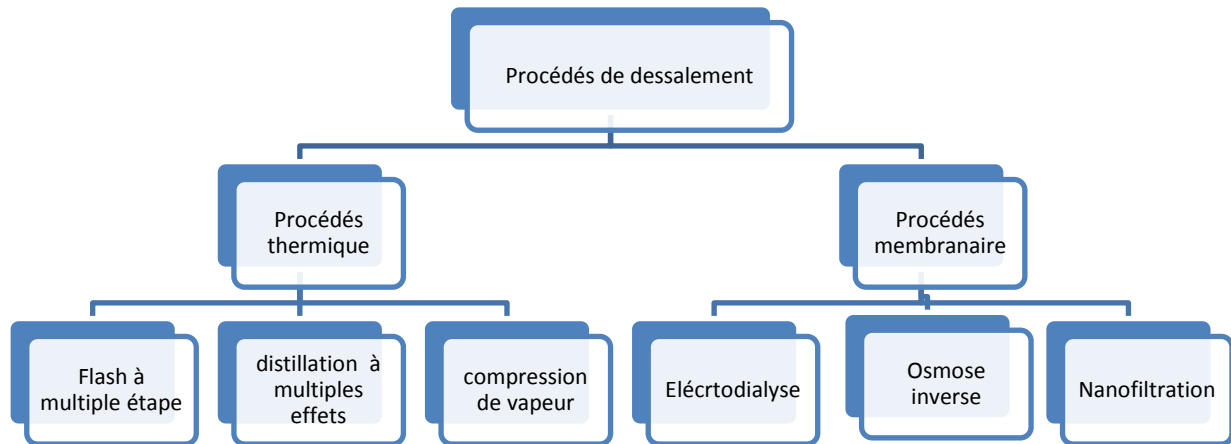 Procédés de dessalement
Procédés
thermique
Procédés
membranaire
Flash à
multiple étape
distillation à
multiples
effets
compression
de vapeur
Elécrtodialyse
Osmose
inverse
Nanofiltration